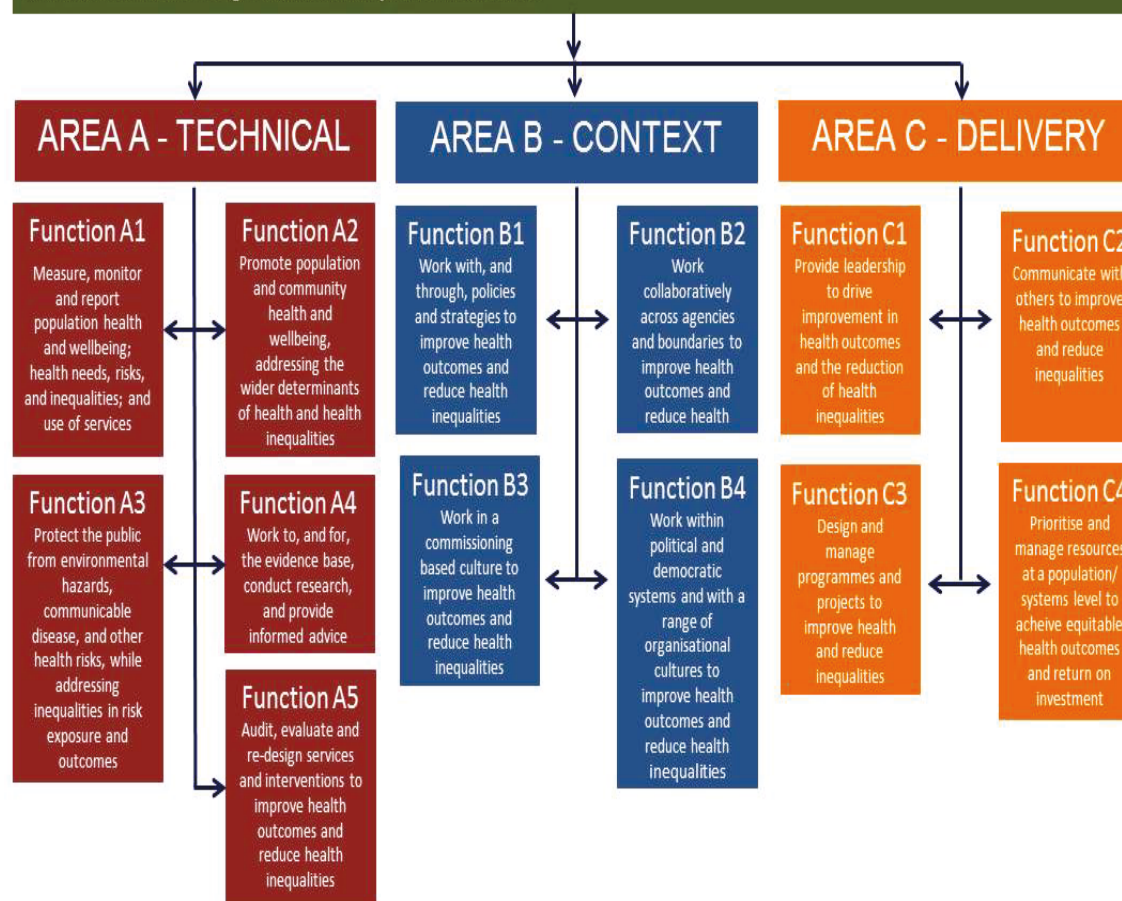 AREA A - TECHNICAL
AREA B - CONTEXT
AREA C - DELIVERY
Function A1
Measure, monitor
and report
population health
and wellbeing;
health needs, risks,
and inequalities; and
use of services
Function A2
Promote population
and community
health and
wellbeing,
addressing the
wider determinants
of health and health
inequalities
Function A3
Protect the public
from environmental
hazards,
communicable
disease, and other
health risks, while
addressing
inequalities in risk
exposure and
outcomes
Function A4
Work to, and for,
the evidence base,
conduct research,
and provide
informed advice
Function A5
Audit, evaluate and
re-design services
and interventions to
improve health
outcomes and
reduce health
inequalities
Function B1
Work with, and
through, policies
and strategies to
improve health
outcomes and
reduce health
inequalities
Function B2
Work
collaboratively
across agencies
and boundaries to
improve health
outcomes and
reduce health
Function B3
Work in a
commissioning
based culture to
improve health
outcomes and
reduce health
inequalities
Function B4
Work within
political and
democratic
systems and with a
range of
organisational
cultures to
improve health
outcomes and
reduce health
inequalities
Function C1
Provide leadership
to drive
improvement in
health outcomes
and the reduction
of health
inequalities
Function C2
Communicate with
others to improve
health outcomes
and reduce
inequalities
Function C3
Design and
manage
programmes and
projects to
improve health
and reduce
inequalities
Function C4
Prioritise and
manage resources
at a population/
systems level to
acheive equitable
health outcomes
and return on
investment